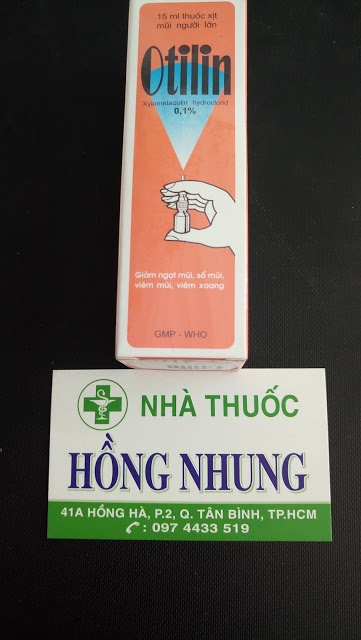 15 ml thuốc xịt
mũi người lớn
Otilin
Xylometazolin hydroclorid
0,1%
Giảm ngạt mũi, sổ mũi,
viêm mũi, viêm xoang
GMP - WHO
NHÀ THUỐC
HỒNG NHUNG
41A HỒNG HÀ, P.2, Q. TÂN BÌNH, TP.HCM
: 097 4433 519